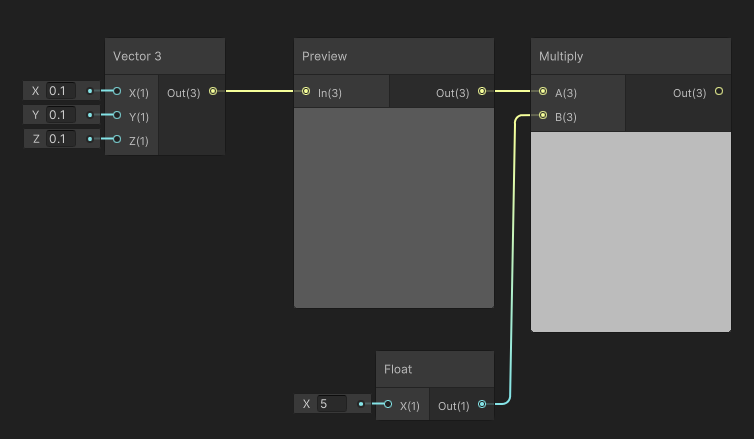 Vector 3
X 0.1 X(1) Out(3)
Y 0.1 Y(1)
Z 0.1 Z(1)
Preview
In(3) Out(3)
Multiply
A(3) Out(3)
B(3)
Float
X 5 X(1) Out(1)